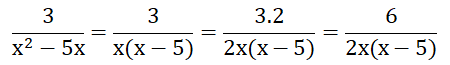 3/(x² − 5x) = 3/(x(x − 5)) = 3.2/(2x(x − 5)) = 6/(2x(x − 5))